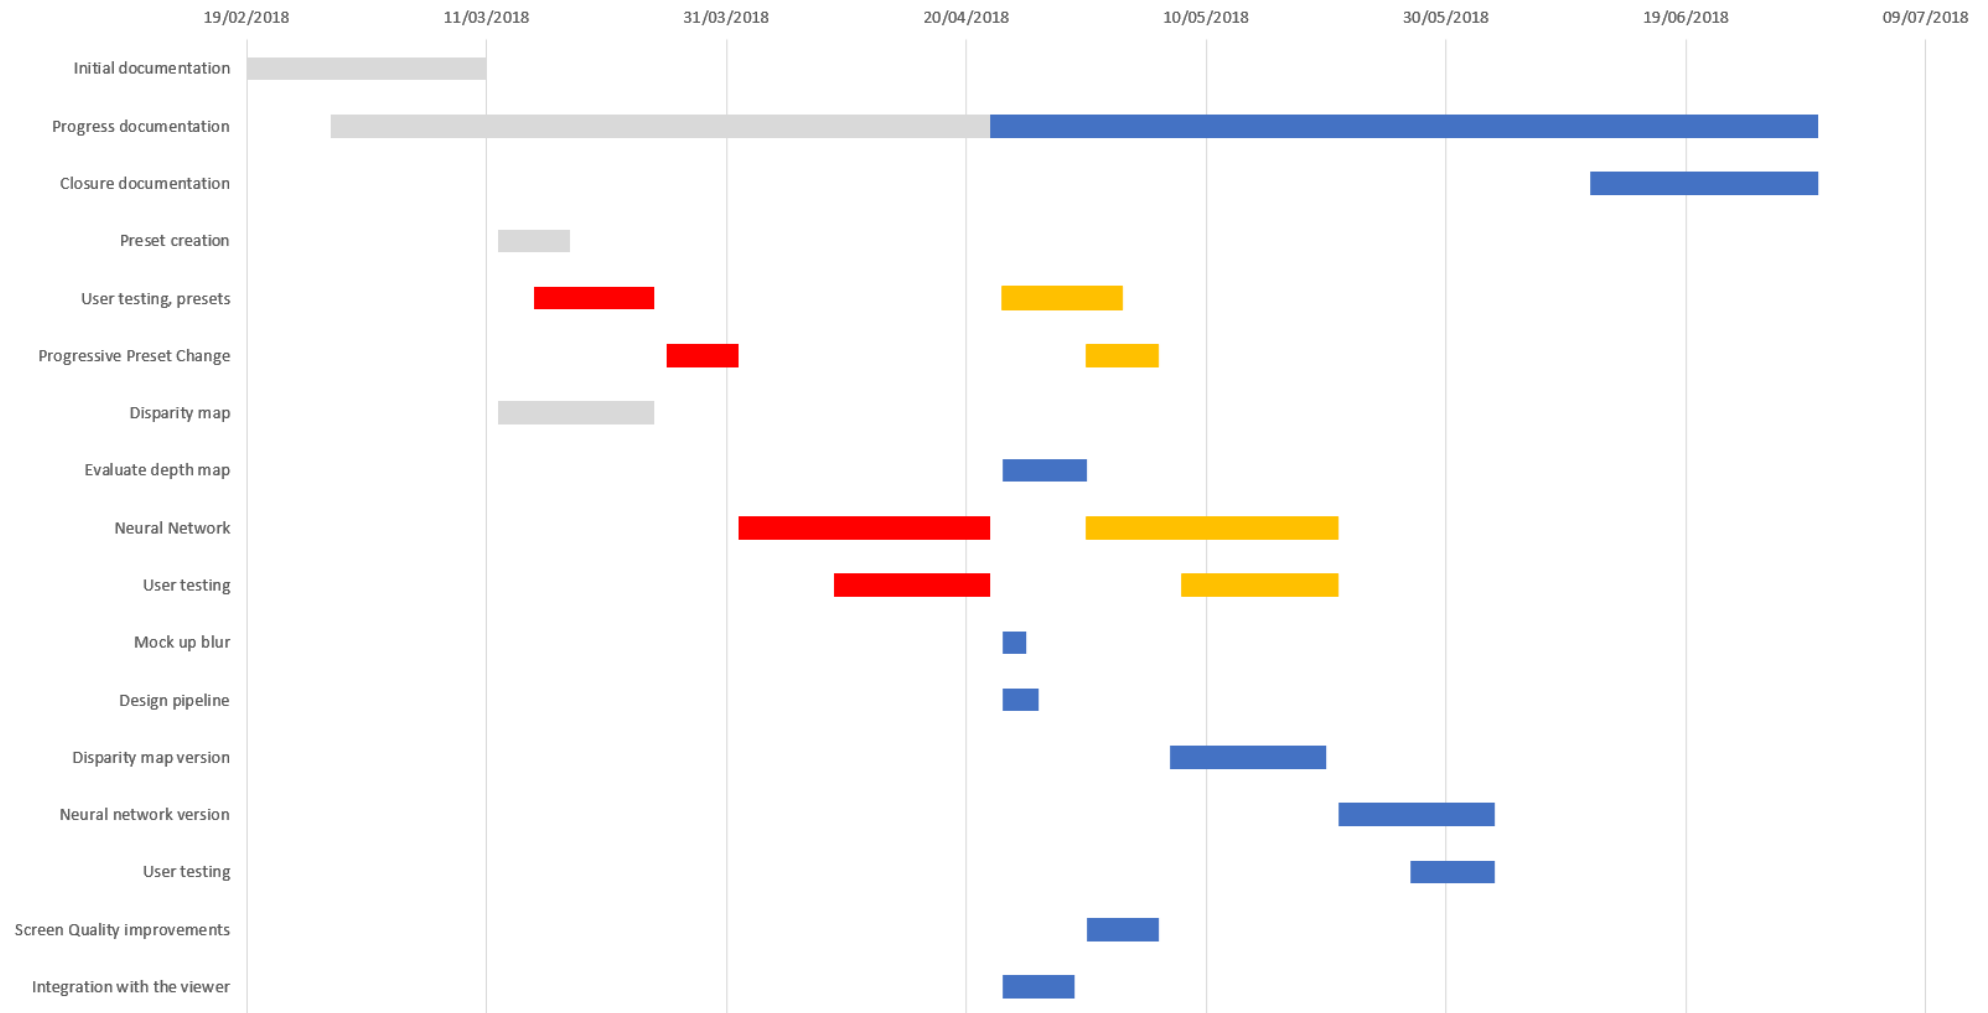 19/02/2018 11/03/2018 31/03/2018 20/04/2018 10/05/2018 30/05/2018 19/06/2018 09/07/2018
Initial documentation
Progress documentation
Closure documentation
Preset creation
User testing, presets
Progressive Preset Change
Disparity map
Evaluate depth map
Neural Network
User testing
Mock up blur
Design pipeline
Disparity map version
Neural network version
User testing
Screen Quality improvements
Integration with the viewer